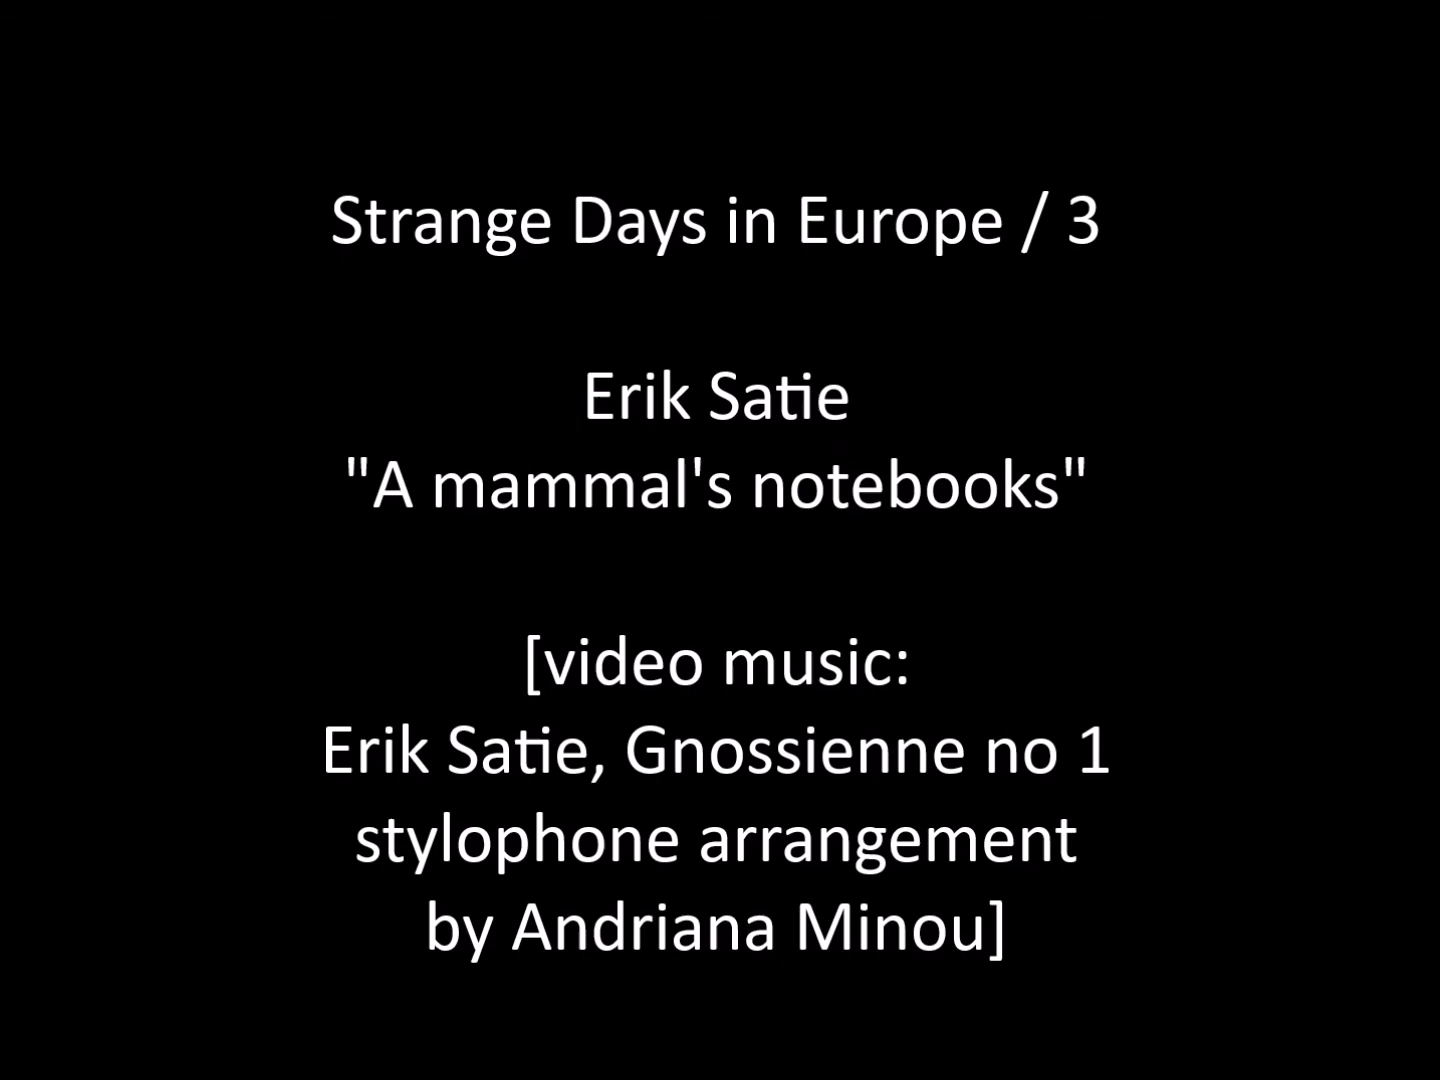 Strange Days in Europe / 3
Erik Satie
"A mammal's notebooks"
[video music:
Erik Satie, Gnossienne no 1
stylophone arrangement
by Andriana Minou]